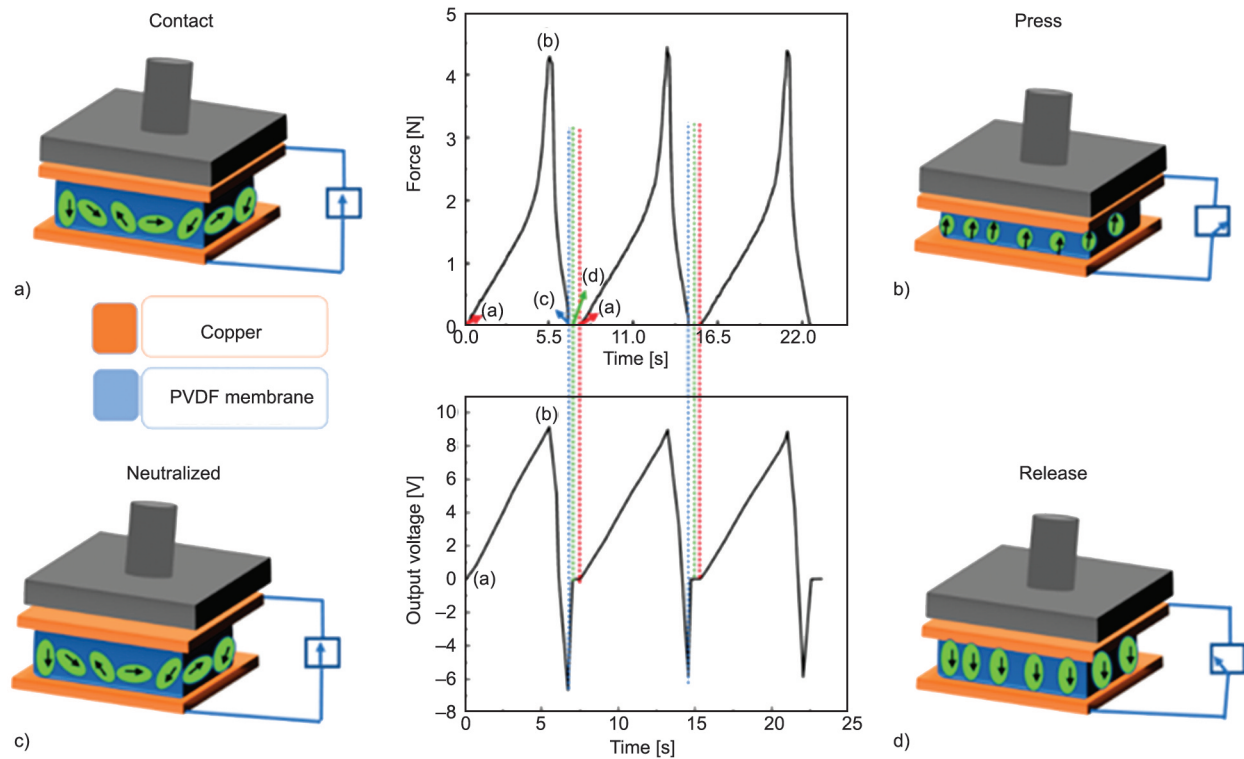 Contact
a)
Copper
PVDF membrane
Neutralized
c)
5
4
3
2
1
0
Force [N]
(b)
(a)
(c)
(d)
(a)
0.0 5.5 11.0 16.5 22.0
Time [s]
10
8
6
4
2
0
–2
–4
–6
–8
Output voltage [V]
(b)
(a)
0 5 10 15 20 25
Time [s]
Press
b)
Release
d)